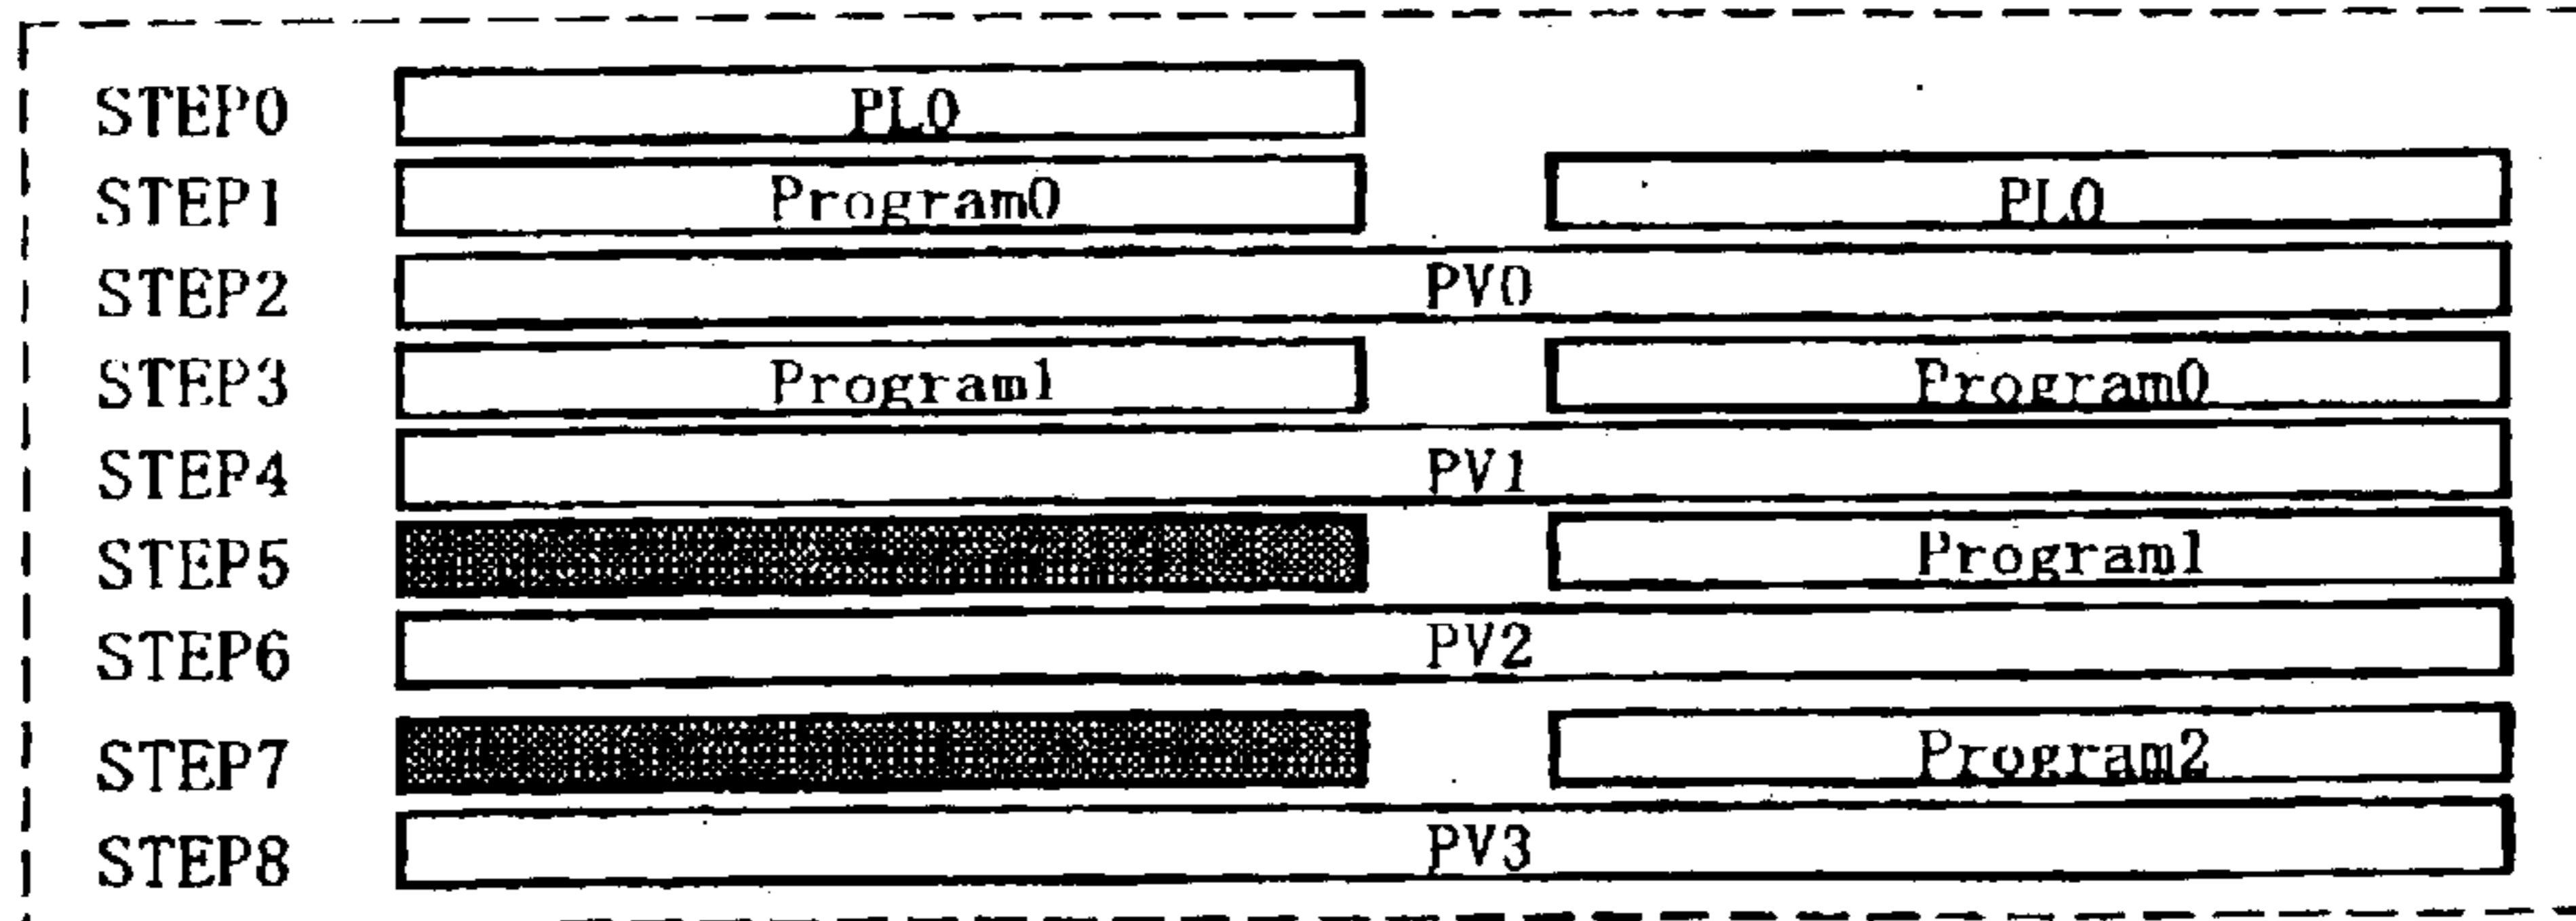 STEP0 PL0
STEP1 Program0 PL0
STEP2 PV0
STEP3 Program1 Program0
STEP4 PV1
STEP5 Program1
STEP6 PV2
STEP7 Program2
STEP8 PV3